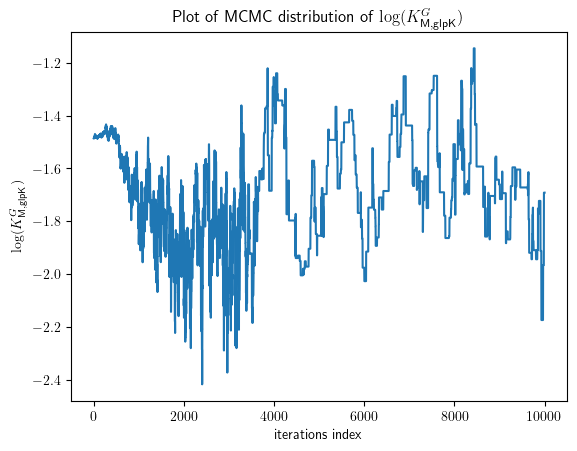 Plot of MCMC distribution of log(K^G_M,glpK)
−1.2
−1.4
−1.6
−1.8
−2.0
−2.2
−2.4
log(K^G_M,glpK)
0 2000 4000 6000 8000 10000
iterations index